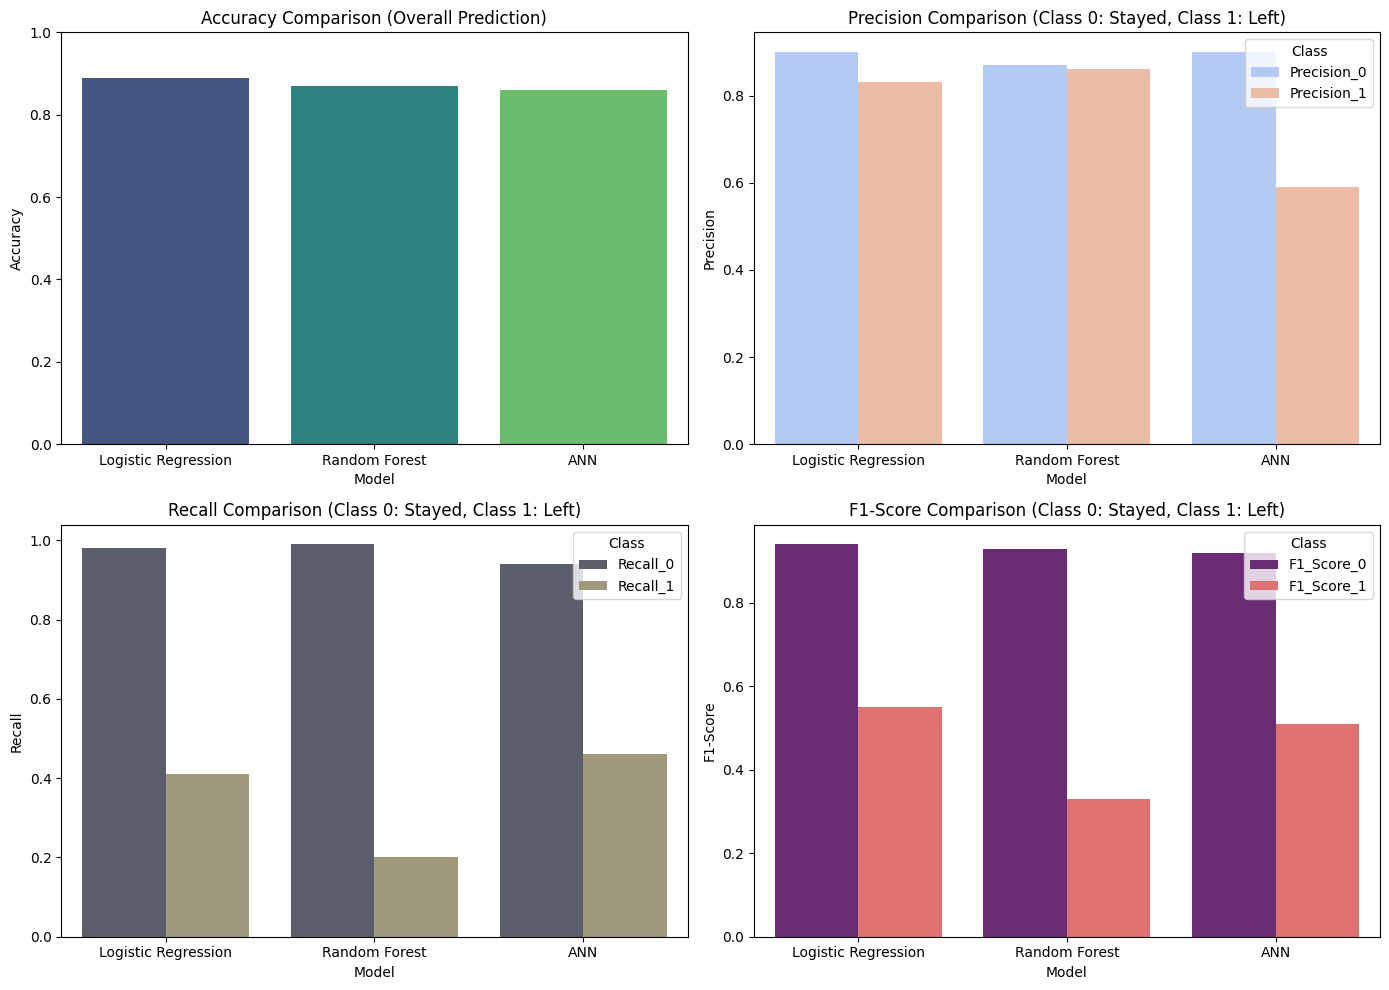 Accuracy Comparison (Overall Prediction)
1.0
0.8
0.6
0.4
0.2
0.0
Accuracy
Logistic Regression Random Forest ANN
Model
Precision Comparison (Class 0: Stayed, Class 1: Left)
Class
Precision_0
Precision_1
0.8
0.6
0.4
0.2
0.0
Precision
Logistic Regression Random Forest ANN
Model
Recall Comparison (Class 0: Stayed, Class 1: Left)
Class
Recall_0
Recall_1
1.0
0.8
0.6
0.4
0.2
0.0
Recall
Logistic Regression Random Forest ANN
Model
F1-Score Comparison (Class 0: Stayed, Class 1: Left)
Class
F1_Score_0
F1_Score_1
0.8
0.6
0.4
0.2
0.0
F1-Score
Logistic Regression Random Forest ANN
Model